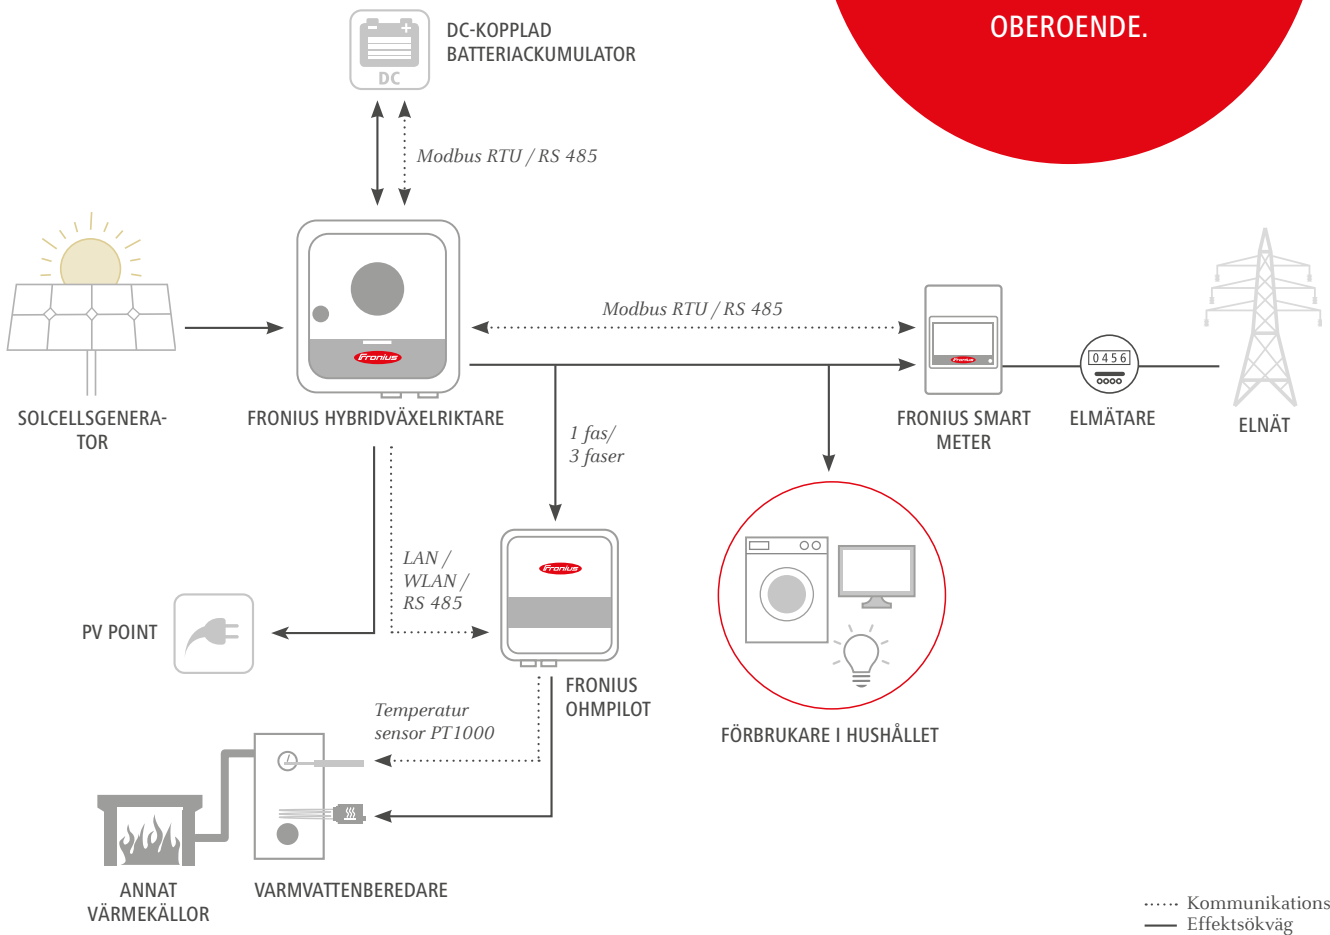 OBEROENDE.
DC-KOPPLAD
BATTERIACKUMULATOR
DC
Modbus RTU / RS 485
Modbus RTU / RS 485
Fronius
Fronius
0456
SOLCELLSGENERA-
TOR
FRONIUS HYBRIDVÄXELRIKTARE
FRONIUS SMART
METER
ELMÄTARE
ELNÄT
1 fas/
3 faser
LAN /
WLAN /
RS 485
Fronius
PV POINT
FRONIUS
OHMPILOT
Temperatur
sensor PT1000
FÖRBRUKARE I HUSHÅLLET
ANNAT
VÄRMEKÄLLOR
VARMVATTENBEREDARE
Kommunikations
Effektsökväg